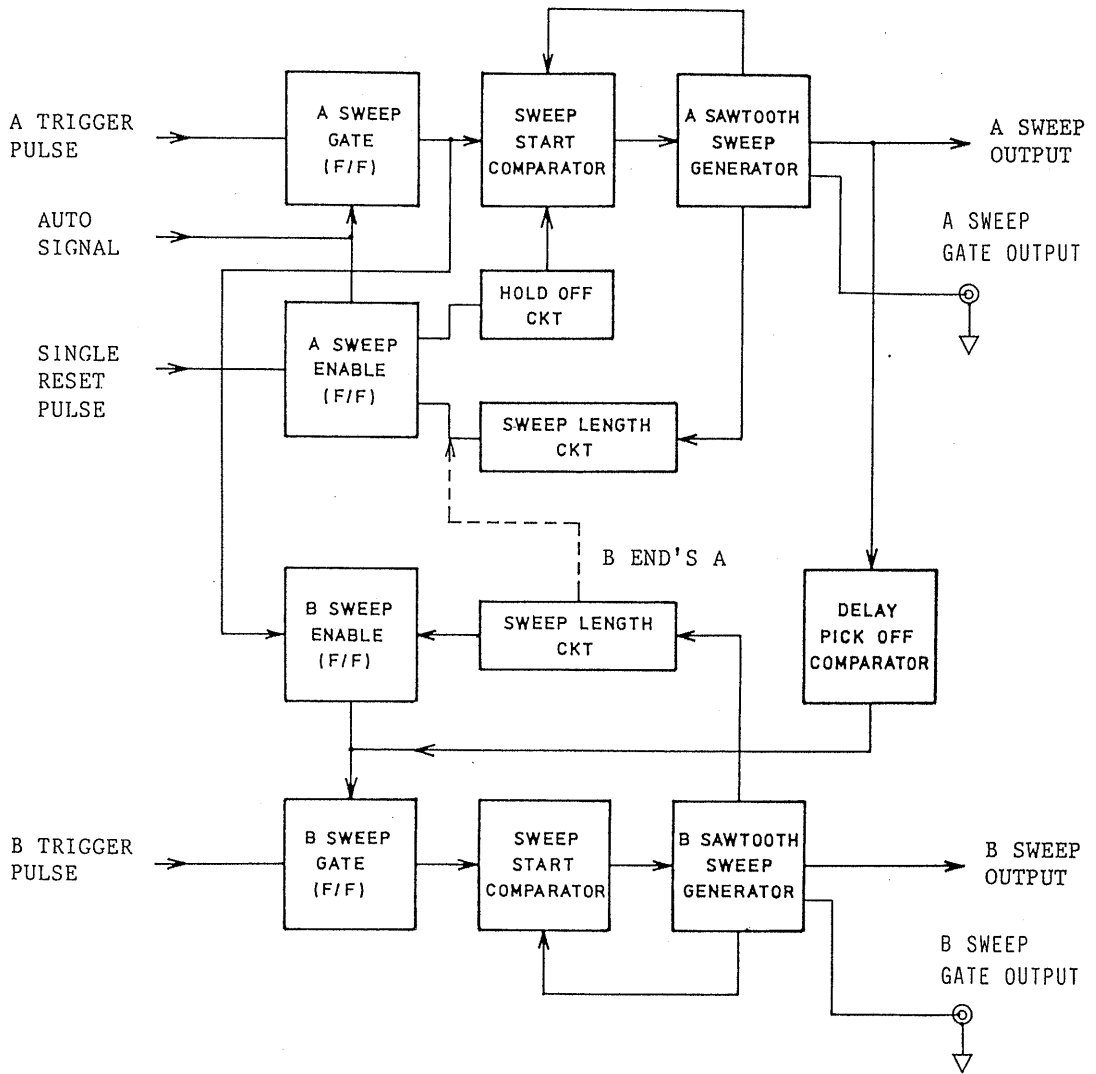 A TRIGGER
PULSE
A SWEEP
GATE
(F/F)
SWEEP
START
COMPARATOR
A SAWTOOTH
SWEEP
GENERATOR
A SWEEP
OUTPUT
AUTO
SIGNAL
A SWEEP
GATE OUTPUT
HOLD OFF
CKT
SINGLE
RESET
PULSE
A SWEEP
ENABLE
(F/F)
SWEEP LENGTH
CKT
B END'S A
B SWEEP
ENABLE
(F/F)
SWEEP LENGTH
CKT
DELAY
PICK OFF
COMPARATOR
B TRIGGER
PULSE
B SWEEP
GATE
(F/F)
SWEEP
START
COMPARATOR
B SAWTOOTH
SWEEP
GENERATOR
B SWEEP
OUTPUT
B SWEEP
GATE OUTPUT